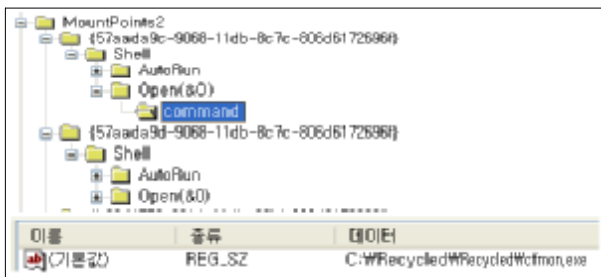 MountPoints2
{57aada9c-9068-11db-8c7c-806d6172696f}
Shell
AutoRun
Open(&O)
command
{57aada9d-9068-11db-8c7c-806d6172696f}
Shell
AutoRun
Open(&0)
이름 종류 데이터
(기본값) REG_SZ C:₩Recycled₩Recycled₩ctfmon,exe